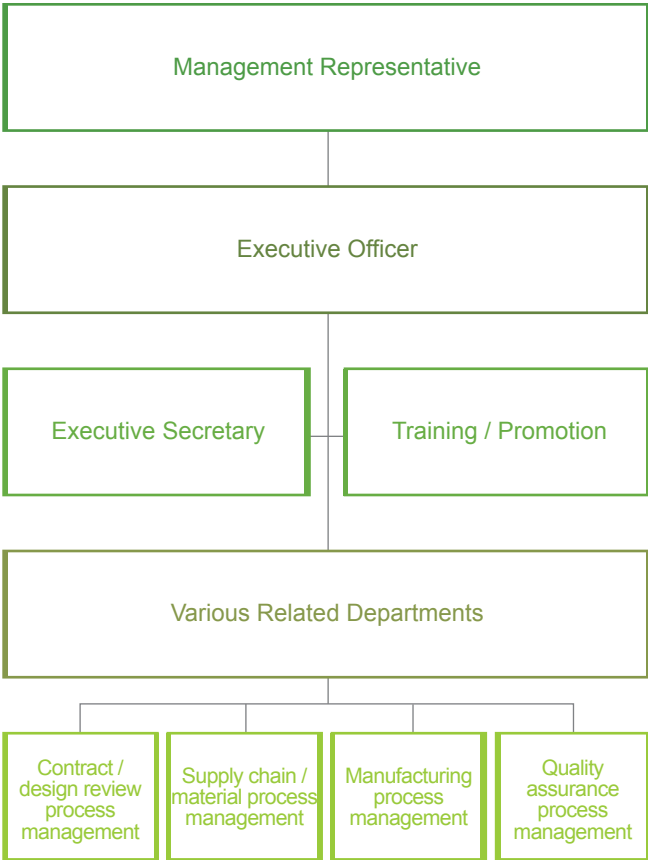 Management Representative
Executive Officer
Executive Secretary
Training / Promotion
Various Related Departments
Contract /
design review
process
management
Supply chain /
material process
management
Manufacturing
process
management
Quality
assurance
process
management